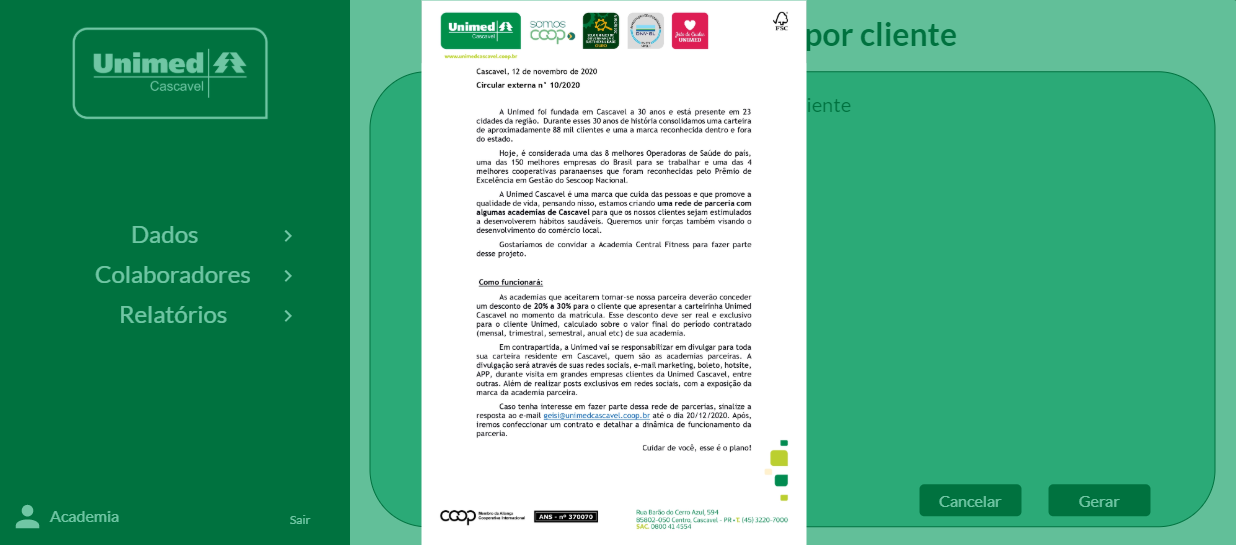 Unimed
Cascavel
Dados
Colaboradores
Relatórios
Academia
Sair
por cliente
iente
Cancelar
Gerar
Unimed
Cascavel
somos
coop
UNIMED
FSC
www.unimedcascavel.coop.br
Cascavel, 12 de novembro de 2020
Circular externa n° 10/2020
A Unimed foi fundada em Cascavel a 30 anos e está presente em 23
cidades da região. Durante esses 30 anos de história consolidamos uma carteira
de aproximadamente 88 mil clientes e uma a marca reconhecida dentro e fora
do estado.
Hoje, é considerada uma das 8 melhores Operadoras de Saúde do país,
uma das 150 melhores empresas do Brasil para se trabalhar e uma das 4
melhores cooperativas paranaenses que foram reconhecidas pelo Prêmio de
Excelência em Gestão do Sescoop Nacional.
A Unimed Cascavel é uma marca que cuida das pessoas e que promove a
qualidade de vida, pensando nisso, estamos criando uma rede de parceria com
algumas academias de Cascavel para que os nossos clientes sejam estimulados
a desenvolverem hábitos saudáveis. Queremos unir forças também visando o
desenvolvimento do comércio local.
Gostaríamos de convidar a Academia Central Fitness para fazer parte
desse projeto.
Como funcionará:
As academias que aceitarem tornar-se nossa parceira deverão conceder
um desconto de 20% a 30% para o cliente que apresentar a carteirinha Unimed
Cascavel no momento da matrícula. Esse desconto deve ser real e exclusivo
para o cliente Unimed, calculado sobre o valor final do período contratado
(mensal, trimestral, semestral, anual etc) de sua academia.
Em contrapartida, a Unimed vai se responsabilizar em divulgar para toda
sua carteira residente em Cascavel, quem são as academias parceiras. A
divulgação será através de suas redes sociais, e-mail marketing, boleto, hotsite,
APP, durante visita em grandes empresas clientes da Unimed Cascavel, entre
outras. Além de realizar posts exclusivos em redes sociais, com a exposição da
marca da academia parceira.
Caso tenha interesse em fazer parte dessa rede de parcerias, sinalize a
resposta ao e-mail geisi@unimedcascavel.coop.br até o dia 20/12/2020. Após,
iremos confeccionar um contrato e detalhar a dinâmica de funcionamento da
parceria.
Cuidar de você, esse é o plano!
COOP
Membro da Aliança
Cooperativa Internacional
ANS - nº 370070
Rua Barão do Cerro Azul, 594
85802-050 Centro, Cascavel - PR • T. (45) 3220-7000
SAC. 0800 41 4554